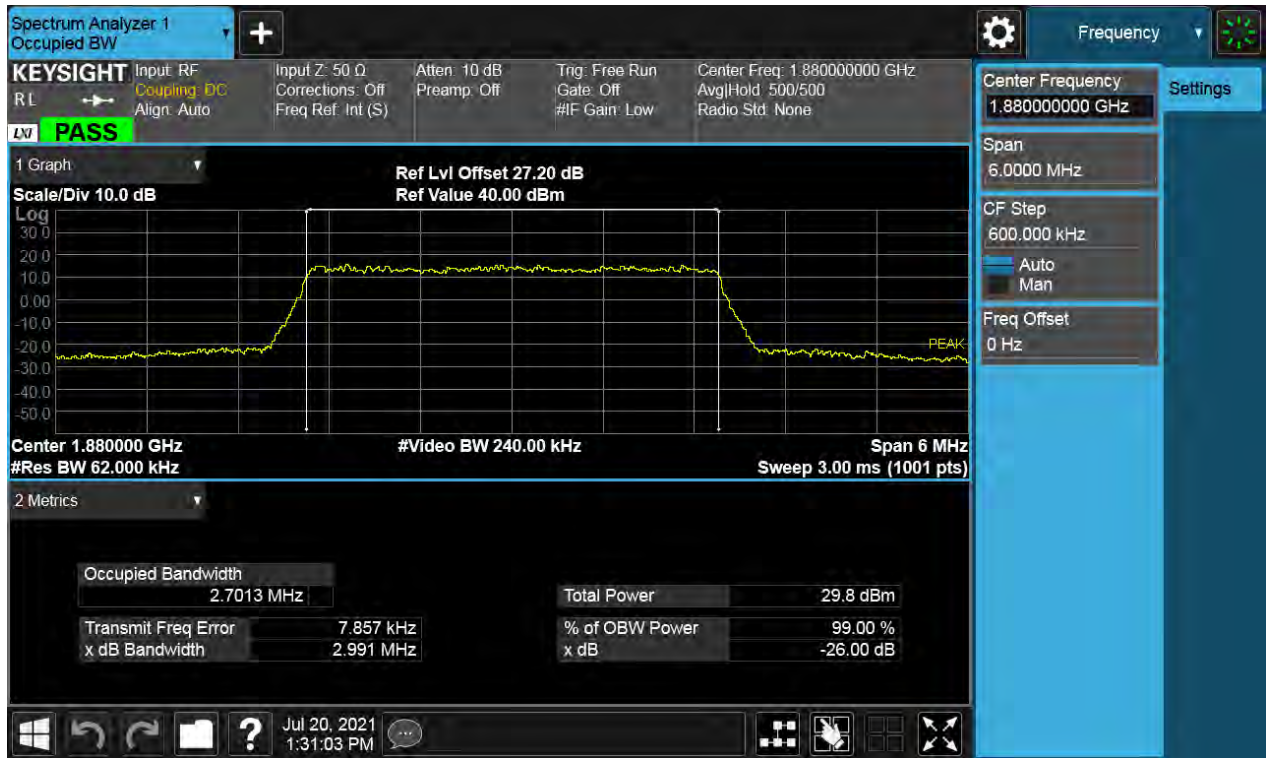 Spectrum Analyzer 1
Occupied BW
+
Frequency
KEYSIGHT
RL
LXI
PASS
Input: RF
Coupling: DC
Align: Auto
Input Z: 50 Ω
Corrections: Off
Freq Ref: Int (S)
Atten: 10 dB
Preamp: Off
Trig: Free Run
Gate: Off
#IF Gain: Low
Center Freq: 1.880000000 GHz
Avg|Hold: 500/500
Radio Std: None
Center Frequency
1.880000000 GHz
Settings
Span
6.0000 MHz
CF Step
600.000 kHz
Auto
Man
Freq Offset
0 Hz
1 Graph
Scale/Div 10.0 dB
Ref Lvl Offset 27.20 dB
Ref Value 40.00 dBm
Log
30.0
20.0
10.0
0.00
-10.0
-20.0
-30.0
-40.0
-50.0
PEAK
Center 1.880000 GHz
#Video BW 240.00 kHz
Span 6 MHz
#Res BW 62.000 kHz
Sweep 3.00 ms (1001 pts)
2 Metrics
Occupied Bandwidth
2.7013 MHz
Total Power 29.8 dBm
Transmit Freq Error 7.857 kHz
% of OBW Power 99.00 %
x dB Bandwidth 2.991 MHz
x dB -26.00 dB
?
Jul 20, 2021
1:31:03 PM